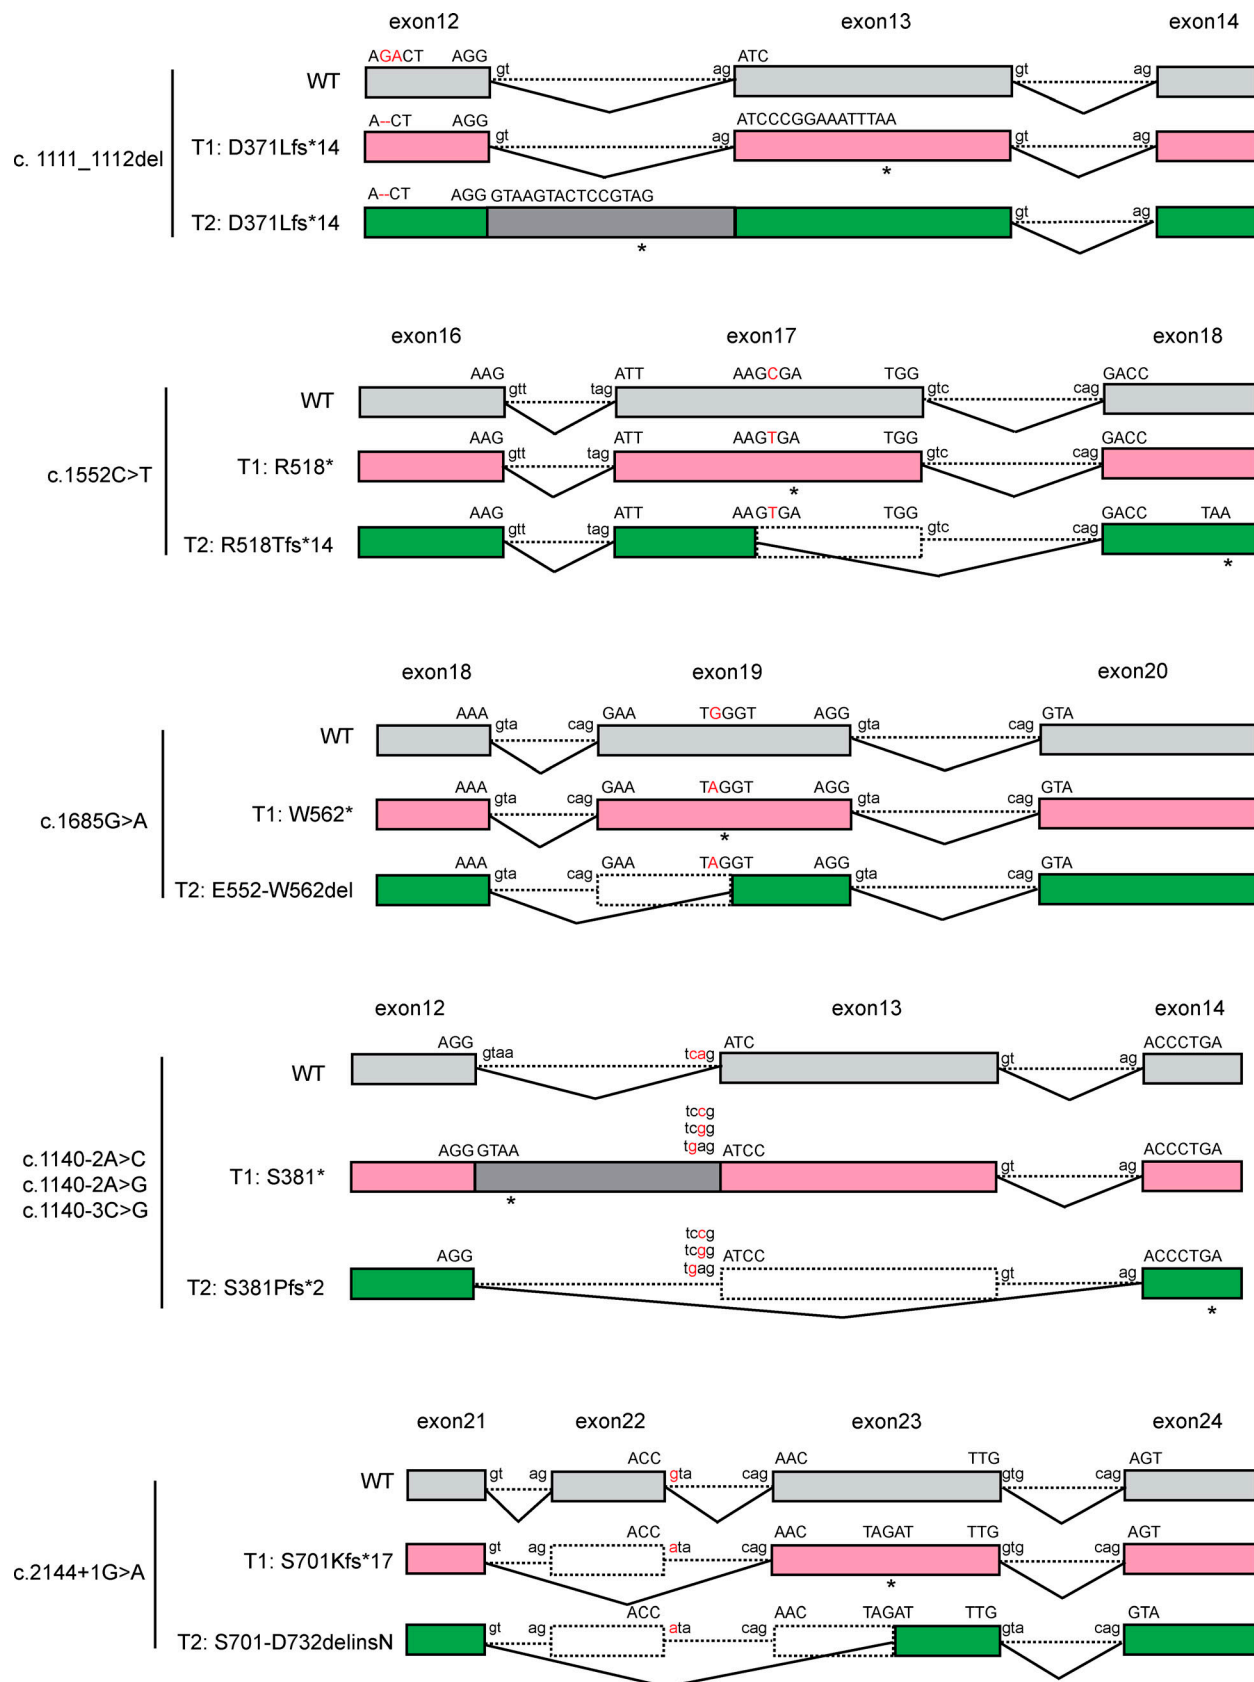 exon12 exon13 exon14
AGACT AGG ATC
WT gt ag gt ag
A--CT AGG ATCCCGGAAATTTAA
T1: D371Lfs*14 gt ag gt ag
*
c. 1111_1112del
A--CT AGG GTAAGTACTCCGTAG
T2: D371Lfs*14 gt ag
*
exon16 exon17 exon18
AAG ATT AAGCGA TGG GACC
WT gtt tag gtc cag
AAG ATT AAGTGA TGG GACC
T1: R518* gtt tag gtc cag
*
c.1552C>T
AAG ATT AAGTGA TGG GACC TAA
T2: R518Tfs*14 gtt tag gtc cag
*
exon18 exon19 exon20
AAA GAA TGGGT AGG GTA
WT gta cag gta cag
AAA GAA TAGGT AGG GTA
T1: W562* gta cag gta cag
*
c.1685G>A
AAA GAA TAGGT AGG GTA
T2: E552-W562del gta cag gta cag
exon12 exon13 exon14
AGG ATC ACCCTGA
WT gtaa tcag gt ag
tccg
tcgg
tgag
AGG GTAA ATCC ACCCTGA
T1: S381* gt ag
*
c.1140-2A>C
c.1140-2A>G
c.1140-3C>G
tccg
tcgg
tgag
AGG ATCC ACCCTGA
T2: S381Pfs*2 gt ag
*
exon21 exon22 exon23 exon24
ACC AAC TTG AGT
WT gt ag gta cag gtg cag
ACC AAC TAGAT TTG AGT
T1: S701Kfs*17 gt ag ata cag gtg cag
*
c.2144+1G>A
ACC AAC TAGAT TTG GTA
T2: S701-D732delinsN gt ag ata cag gta cag